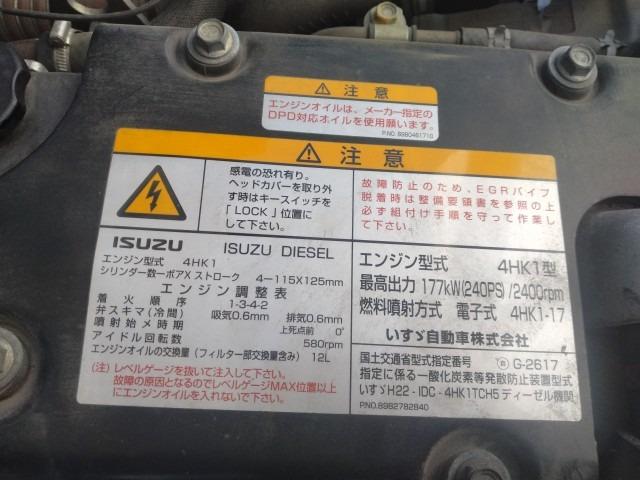 注意
エンジンオイルは、メーカー指定の
DPD対応オイルを使用願います。
P.NO. 8980461710
注意
感電の恐れ有り。
ヘッドカバーを取り外
す時はキースイッチを
「LOCK」位置に
して下さい。
故障防止のため、EGRパイプ
脱着時は整備要領書を参照の上
必ず組付け手順を守って作業
して下さい。
ISUZU ISUZU DIESEL
エンジン型式 4HK1
シリンダー数ーボアXストローク 4ー115X125mm
エンジン調整表
着火順序 1-3-4-2
弁スキマ(冷間) 吸気0.6mm 排気0.6mm
噴射始メ時期 上死点前 0°
アイドル回転数 580rpm
エンジンオイルの交換量(フィルター部交換量含み) 12L
(注)レベルゲージを抜いて注入して下さい。
故障の原因となるのでレベルゲージMAX位置以上
にエンジンオイルを入れないで下さい。
エンジン型式 4HK1型
最高出力 177kW(240PS)/2400rpm
燃料噴射方式 電子式 4HK1-17
いすゞ自動車株式会社
国土交通省型式指定番号 G-2617
指定に係る一酸化炭素等発散防止装置型式
いすゞH22-IDC-4HK1TCH5ディーゼル機関
P.NO.8982782840